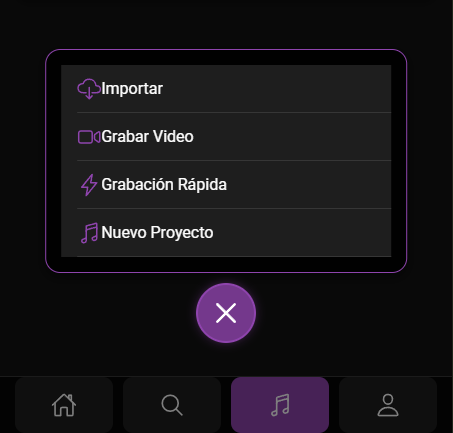 Importar
Grabar Video
Grabación Rápida
Nuevo Proyecto